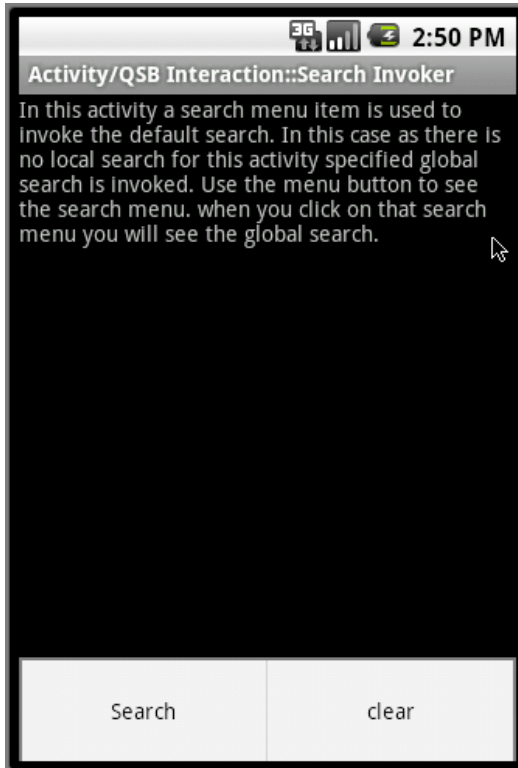 3G 2:50 PM
Activity/QSB Interaction::Search Invoker
In this activity a search menu item is used to
invoke the default search. In this case as there is
no local search for this activity specified global
search is invoked. Use the menu button to see
the search menu. when you click on that search
menu you will see the global search.
Search clear